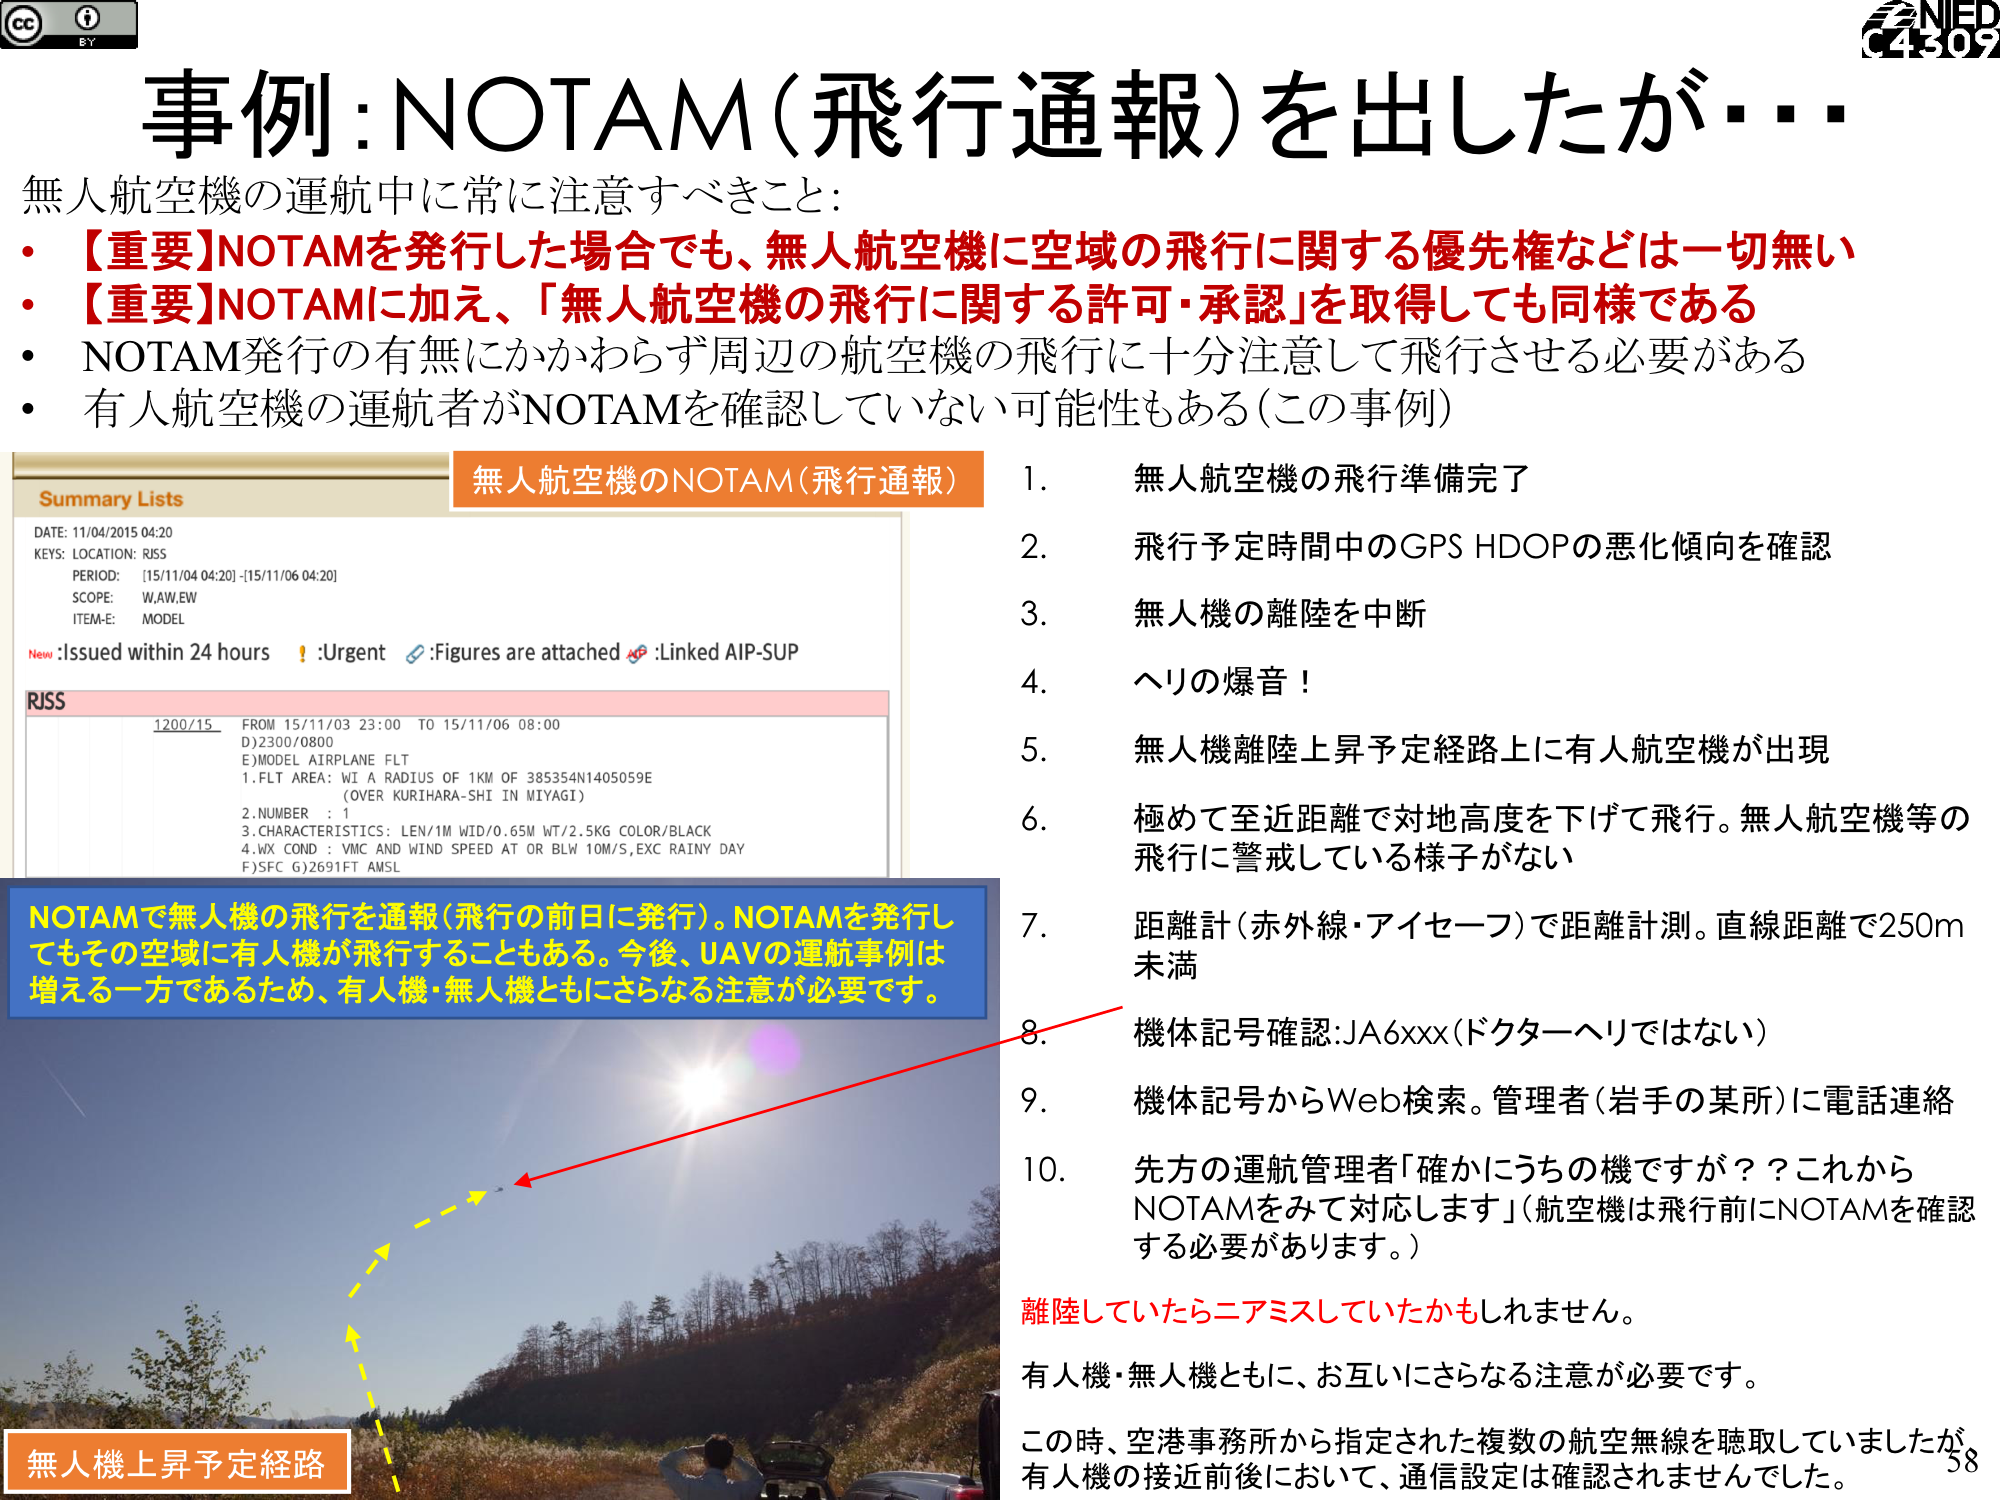 cc BY
NIED
C4309
事例:NOTAM(飛行通報)を出したが・・・
無人航空機の運航中に常に注意すべきこと:
• 【重要】NOTAMを発行した場合でも、無人航空機に空域の飛行に関する優先権などは一切無い
• 【重要】NOTAMに加え、「無人航空機の飛行に関する許可・承認」を取得しても同様である
• NOTAM発行の有無にかかわらず周辺の航空機の飛行に十分注意して飛行させる必要がある
• 有人航空機の運航者がNOTAMを確認していない可能性もある(この事例)
無人航空機のNOTAM(飛行通報)
Summary Lists
DATE: 11/04/2015 04:20
KEYS: LOCATION: RJSS
PERIOD: [15/11/04 04:20] -[15/11/06 04:20]
SCOPE: W,AW,EW
ITEM-E: MODEL
New :Issued within 24 hours ! :Urgent :Figures are attached AIP :Linked AIP-SUP
RJSS
1200/15 FROM 15/11/03 23:00 TO 15/11/06 08:00
D)2300/0800
E)MODEL AIRPLANE FLT
1.FLT AREA: WI A RADIUS OF 1KM OF 385354N1405059E
(OVER KURIHARA-SHI IN MIYAGI)
2.NUMBER : 1
3.CHARACTERISTICS: LEN/1M WID/0.65M WT/2.5KG COLOR/BLACK
4.WX COND : VMC AND WIND SPEED AT OR BLW 10M/S,EXC RAINY DAY
F)SFC G)2691FT AMSL
NOTAMで無人機の飛行を通報(飛行の前日に発行)。NOTAMを発行し
てもその空域に有人機が飛行することもある。今後、UAVの運航事例は
増える一方であるため、有人機・無人機ともにさらなる注意が必要です。
無人機上昇予定経路
1. 無人航空機の飛行準備完了
2. 飛行予定時間中のGPS HDOPの悪化傾向を確認
3. 無人機の離陸を中断
4. ヘリの爆音！
5. 無人機離陸上昇予定経路上に有人航空機が出現
6. 極めて至近距離で対地高度を下げて飛行。無人航空機等の
飛行に警戒している様子がない
7. 距離計(赤外線・アイセーフ)で距離計測。直線距離で250m
未満
8. 機体記号確認:JA6xxx(ドクターヘリではない)
9. 機体記号からWeb検索。管理者(岩手の某所)に電話連絡
10. 先方の運航管理者「確かにうちの機ですが？？これから
NOTAMをみて対応します」(航空機は飛行前にNOTAMを確認
する必要があります。)
離陸していたらニアミスしていたかもしれません。
有人機・無人機ともに、お互いにさらなる注意が必要です。
この時、空港事務所から指定された複数の航空無線を聴取していましたが、
有人機の接近前後において、通信設定は確認されませんでした。
58